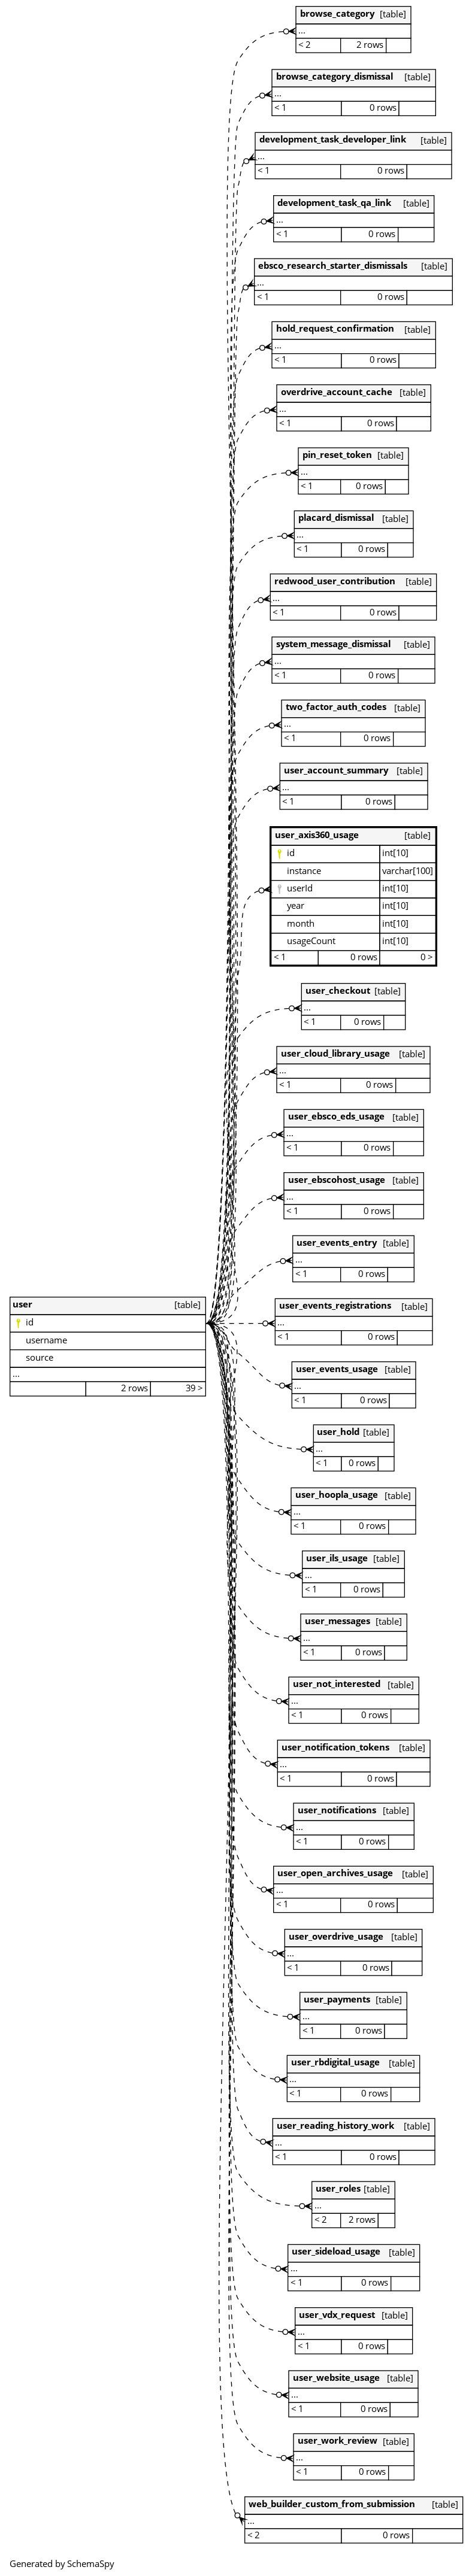 browse_category [table]
...
< 2 2 rows
browse_category_dismissal [table]
...
< 1 0 rows
development_task_developer_link [table]
...
< 1 0 rows
development_task_qa_link [table]
...
< 1 0 rows
ebsco_research_starter_dismissals [table]
...
< 1 0 rows
hold_request_confirmation [table]
...
< 1 0 rows
overdrive_account_cache [table]
...
< 1 0 rows
pin_reset_token [table]
...
< 1 0 rows
placard_dismissal [table]
...
< 1 0 rows
redwood_user_contribution [table]
...
< 1 0 rows
system_message_dismissal [table]
...
< 1 0 rows
two_factor_auth_codes [table]
...
< 1 0 rows
user_account_summary [table]
...
< 1 0 rows
user_axis360_usage [table]
id int[10]
instance varchar[100]
userId int[10]
year int[10]
month int[10]
usageCount int[10]
< 1 0 rows 0 >
user_checkout [table]
...
< 1 0 rows
user_cloud_library_usage [table]
...
< 1 0 rows
user_ebsco_eds_usage [table]
...
< 1 0 rows
user_ebscohost_usage [table]
...
< 1 0 rows
user_events_entry [table]
...
< 1 0 rows
user [table]
id
username
source
...
2 rows 39 >
user_events_registrations [table]
...
< 1 0 rows
user_events_usage [table]
...
< 1 0 rows
user_hold [table]
...
< 1 0 rows
user_hoopla_usage [table]
...
< 1 0 rows
user_ils_usage [table]
...
< 1 0 rows
user_messages [table]
...
< 1 0 rows
user_not_interested [table]
...
< 1 0 rows
user_notification_tokens [table]
...
< 1 0 rows
user_notifications [table]
...
< 1 0 rows
user_open_archives_usage [table]
...
< 1 0 rows
user_overdrive_usage [table]
...
< 1 0 rows
user_payments [table]
...
< 1 0 rows
user_rbdigital_usage [table]
...
< 1 0 rows
user_reading_history_work [table]
...
< 1 0 rows
user_roles [table]
...
< 2 2 rows
user_sideload_usage [table]
...
< 1 0 rows
user_vdx_request [table]
...
< 1 0 rows
user_website_usage [table]
...
< 1 0 rows
user_work_review [table]
...
< 1 0 rows
web_builder_custom_from_submission [table]
...
< 2 0 rows
Generated by SchemaSpy